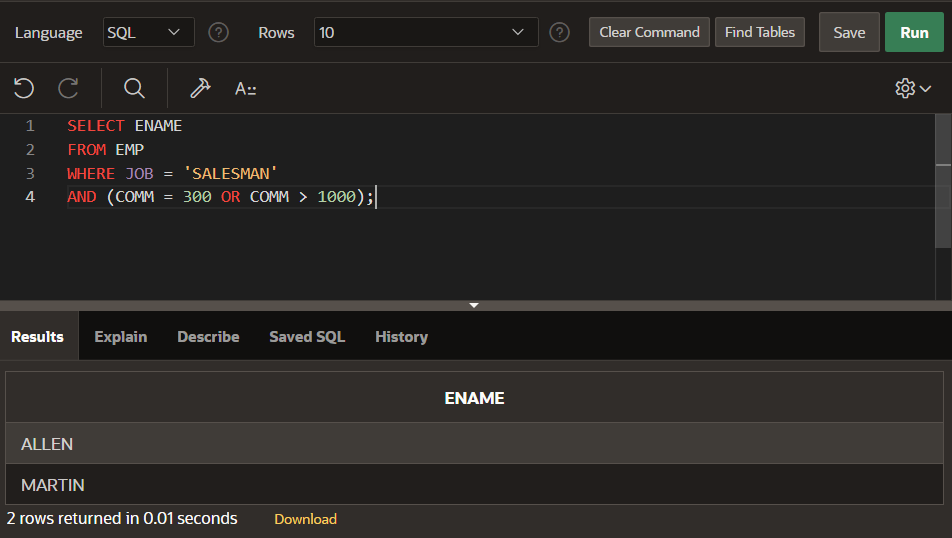 Language SQL ? Rows 10 ? Clear Command Find Tables Save Run
A::
1 SELECT ENAME
2 FROM EMP
3 WHERE JOB = 'SALESMAN'
4 AND (COMM = 300 OR COMM > 1000);
Results Explain Describe Saved SQL History
ENAME
ALLEN
MARTIN
2 rows returned in 0.01 seconds Download